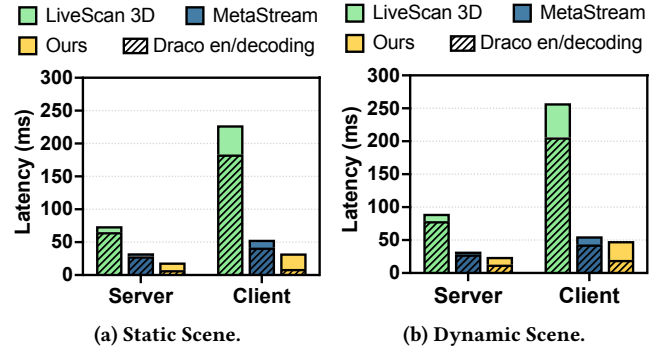 LiveScan 3D MetaStream
Ours Draco en/decoding
300
250
200
150
100
50
0
Latency (ms)
Server Client
(a) Static Scene.
LiveScan 3D MetaStream
Ours Draco en/decoding
300
250
200
150
100
50
0
Latency (ms)
Server Client
(b) Dynamic Scene.